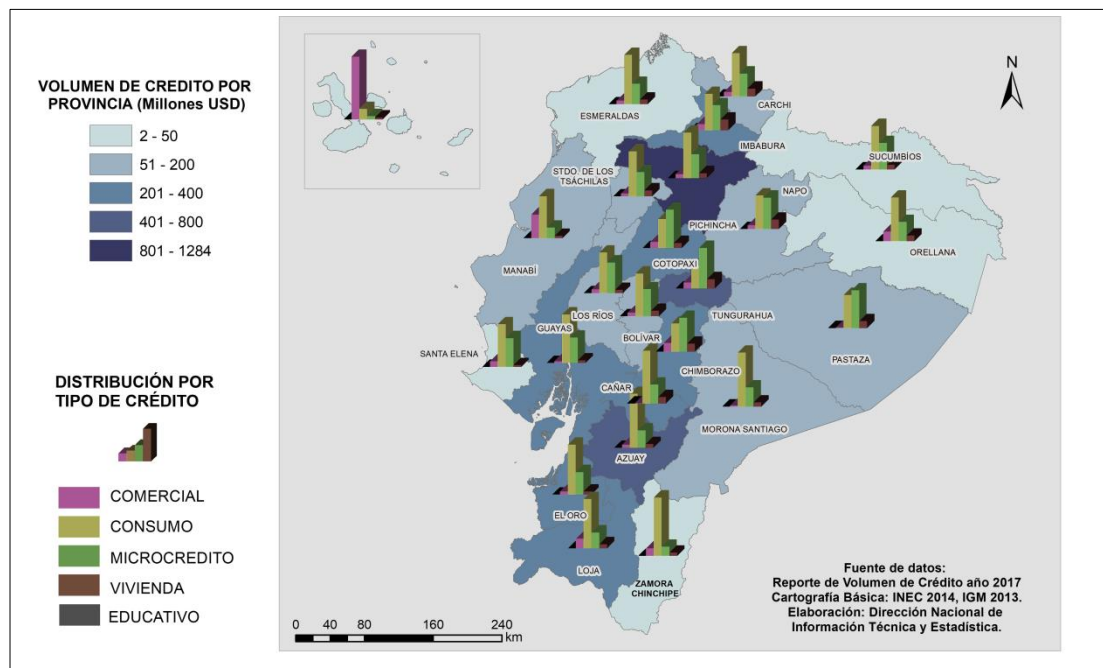 VOLUMEN DE CREDITO POR
PROVINCIA (Millones USD)
2 - 50
51 - 200
201 - 400
401 - 800
801 - 1284
DISTRIBUCIÓN POR
TIPO DE CRÉDITO
COMERCIAL
CONSUMO
MICROCREDITO
VIVIENDA
EDUCATIVO
N
ESMERALDAS
CARCHI
IMBABURA
SUCUMBÍOS
STDO. DE LOS
TSÁCHILAS
NAPO
PICHINCHA
ORELLANA
MANABÍ
COTOPAXI
LOS RÍOS
TUNGURAHUA
GUAYAS
BOLÍVAR
SANTA ELENA
PASTAZA
CHIMBORAZO
CAÑAR
MORONA SANTIAGO
AZUAY
EL ORO
LOJA
ZAMORA
CHINCHIPE
0 20 40 80 160 240
km
Fuente de datos:
Reporte de Volumen de Crédito año 2017
Cartografía Básica: INEC 2014, IGM 2013.
Elaboración: Dirección Nacional de
Información Técnica y Estadística.